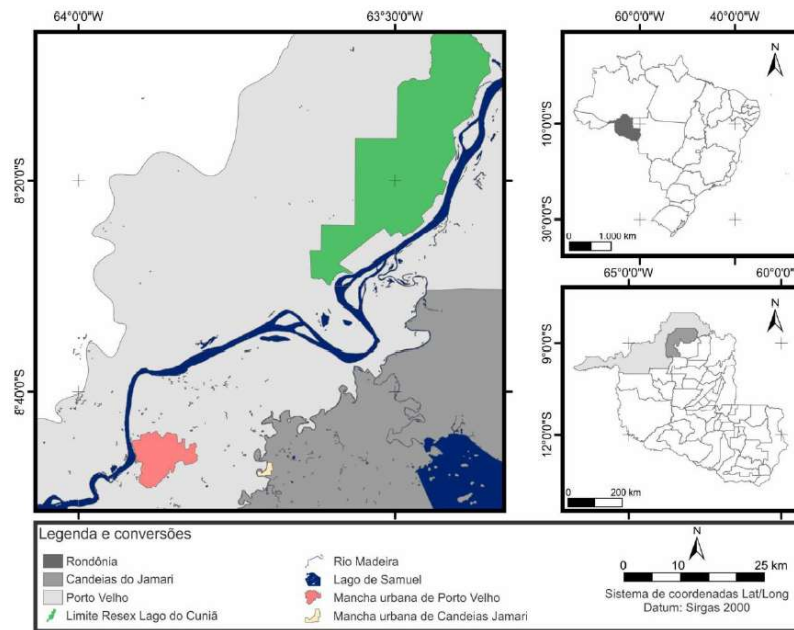 64°0'0"W 63°30'0"W
8°20'0"S
8°40'0"S
60°0'0"W 40°0'0"W
N
10°0'0"S
30°0'0"S
0 1.000 km
65°0'0"W 60°0'0"W
N
9°0'0"S
12°0'0"S
0 200 km
Legenda e conversões
Rondônia
Candeias do Jamari
Porto Velho
Limite Resex Lago do Cuniã
Rio Madeira
Lago de Samuel
Mancha urbana de Porto Velho
Mancha urbana de Candeias Jamari
N
0 10 25 km
Sistema de coordenadas Lat/Long
Datum: Sirgas 2000